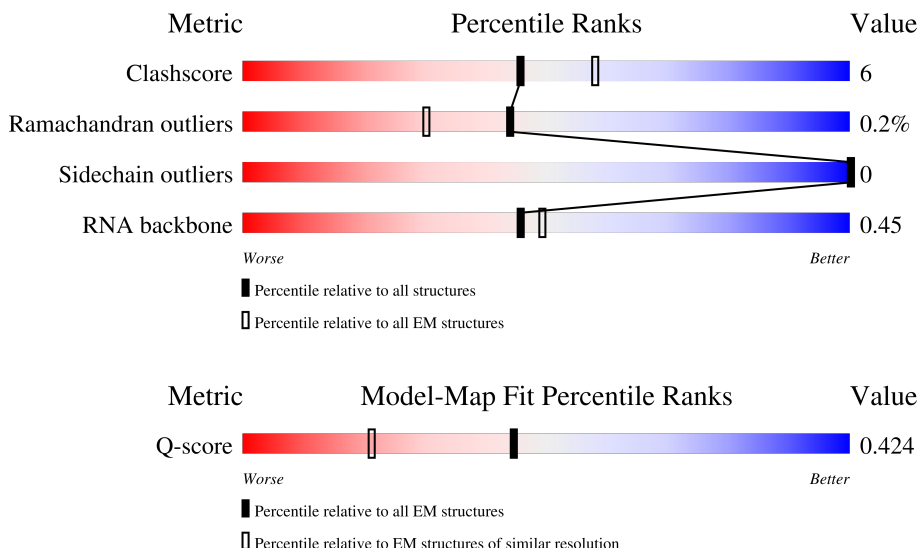 Metric Percentile Ranks Value
Clashscore 6
Ramachandran outliers 0.2%
Sidechain outliers 0
RNA backbone 0.45
Worse Better
Percentile relative to all structures
Percentile relative to all EM structures
Metric Model-Map Fit Percentile Ranks Value
Q-score 0.424
Worse Better
Percentile relative to all EM structures
Percentile relative to EM structures of similar resolution